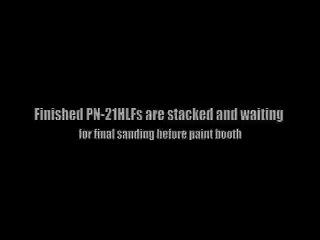 Finished PN-21HLFs are stacked and waiting
for final sanding before paint booth